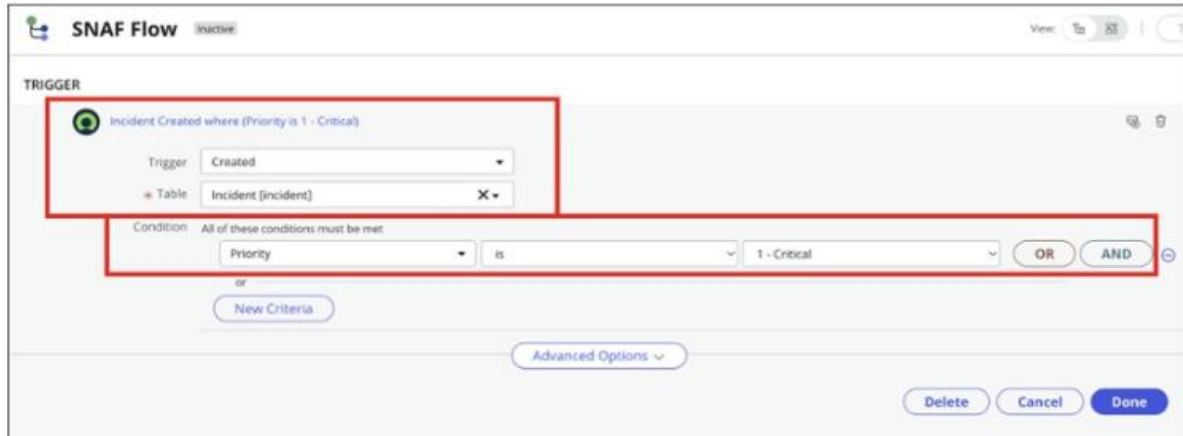 SNAF Flow Inactive View:
TRIGGER
Incident Created where (Priority is 1 - Critical)
Trigger Created
* Table Incident [incident]
Condition All of these conditions must be met
Priority is 1 - Critical OR AND
or
New Criteria
Advanced Options
Delete Cancel Done